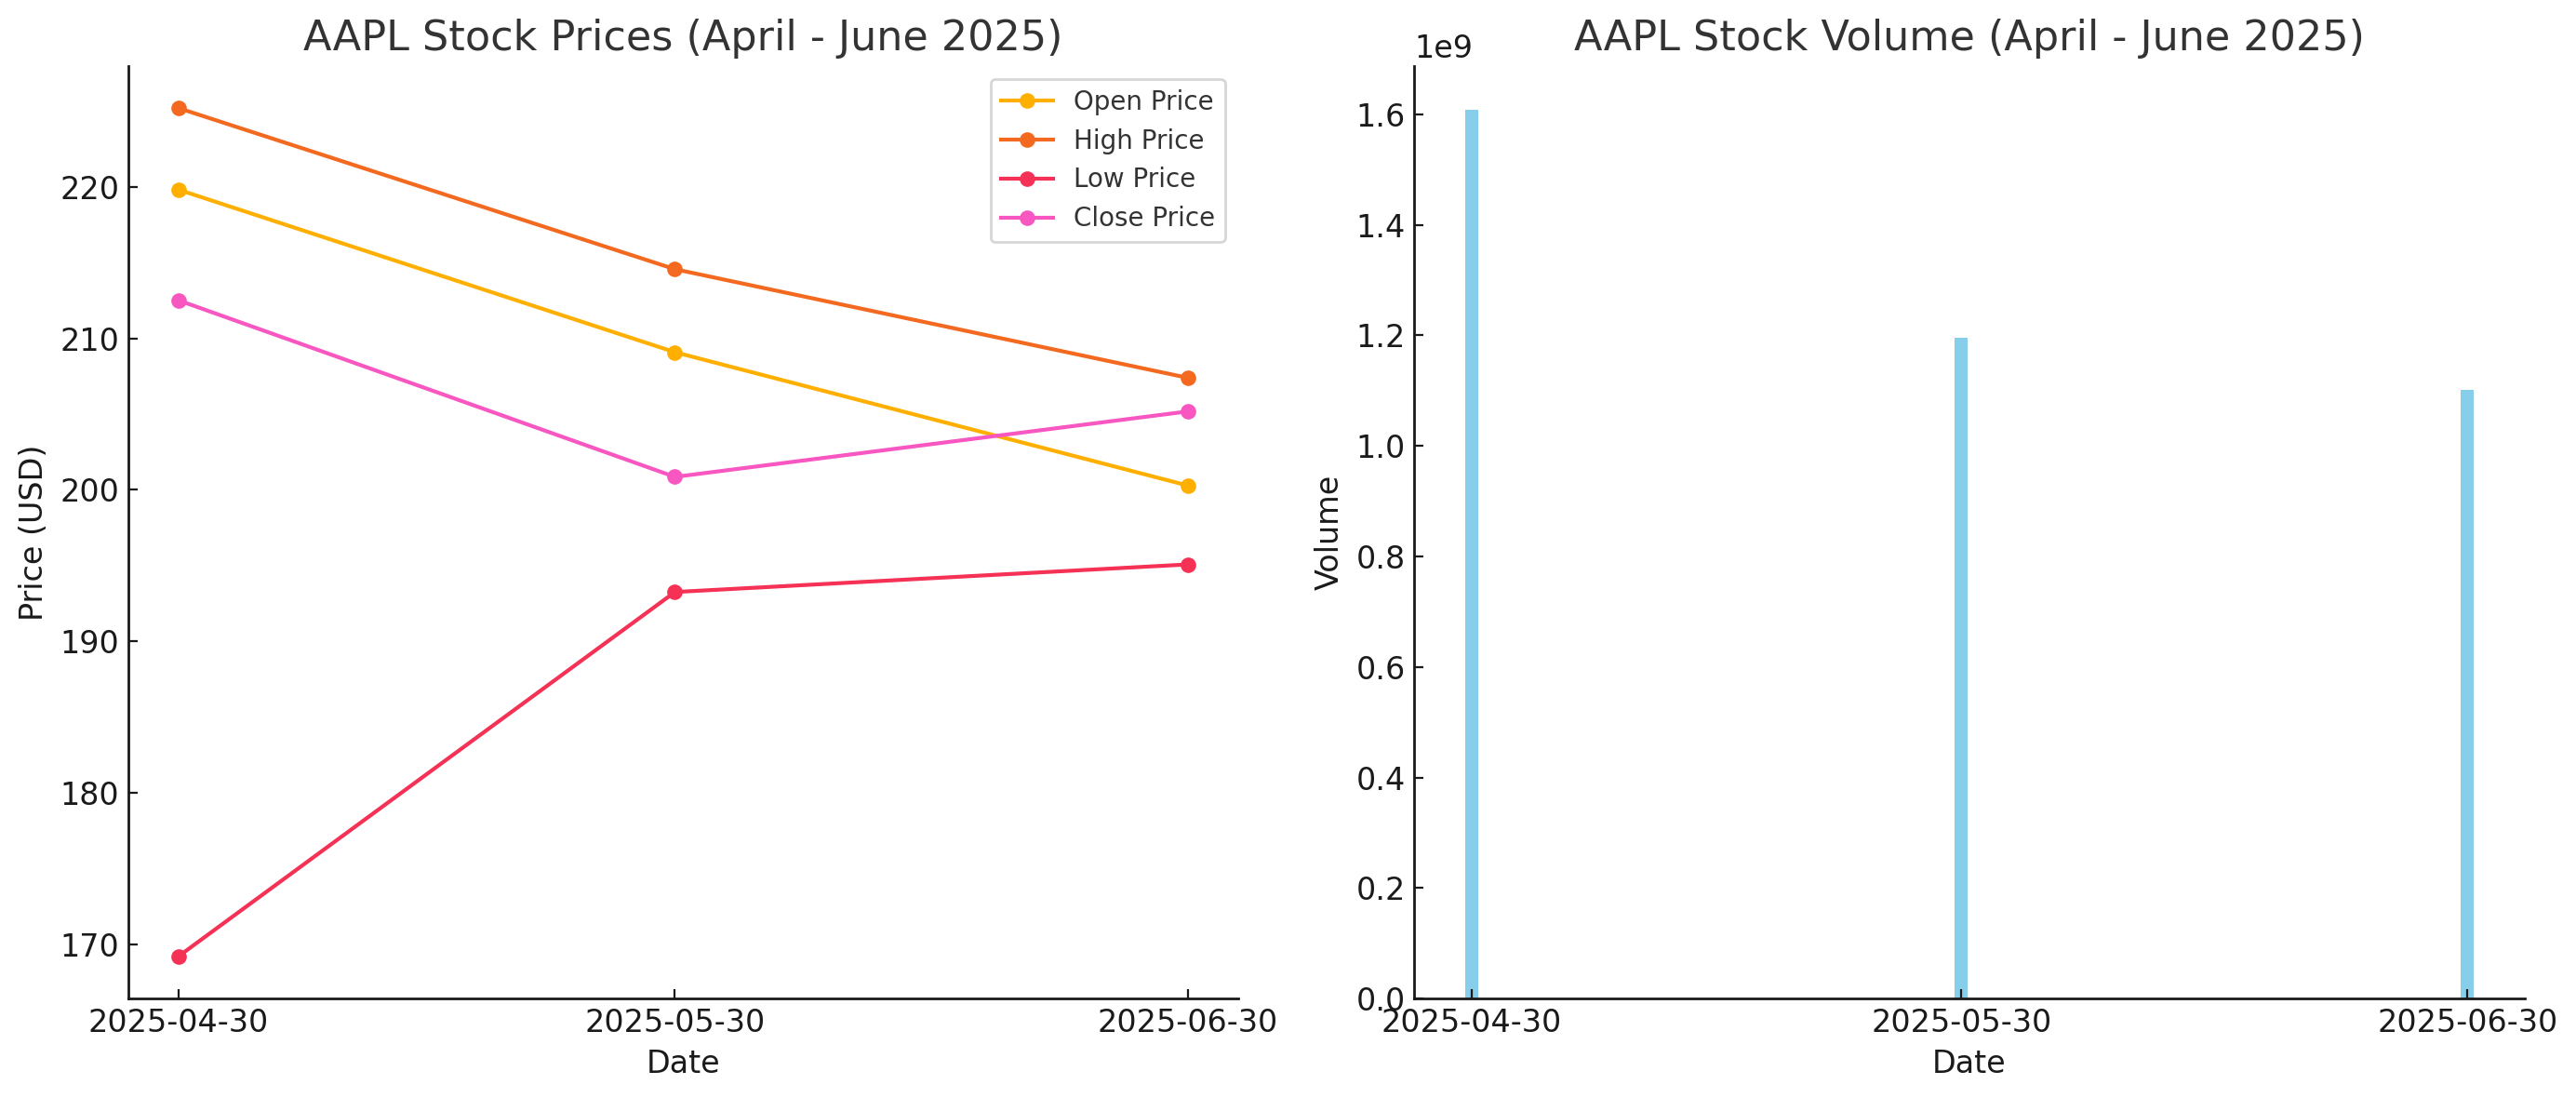 AAPL Stock Prices (April - June 2025)
Open Price
High Price
Low Price
Close Price
220
210
200
190
180
170
Price (USD)
2025-04-30
2025-05-30
2025-06-30
Date
AAPL Stock Volume (April - June 2025)
1e9
1.6
1.4
1.2
1.0
0.8
0.6
0.4
0.2
0.0
Volume
2025-04-30
2025-05-30
2025-06-30
Date